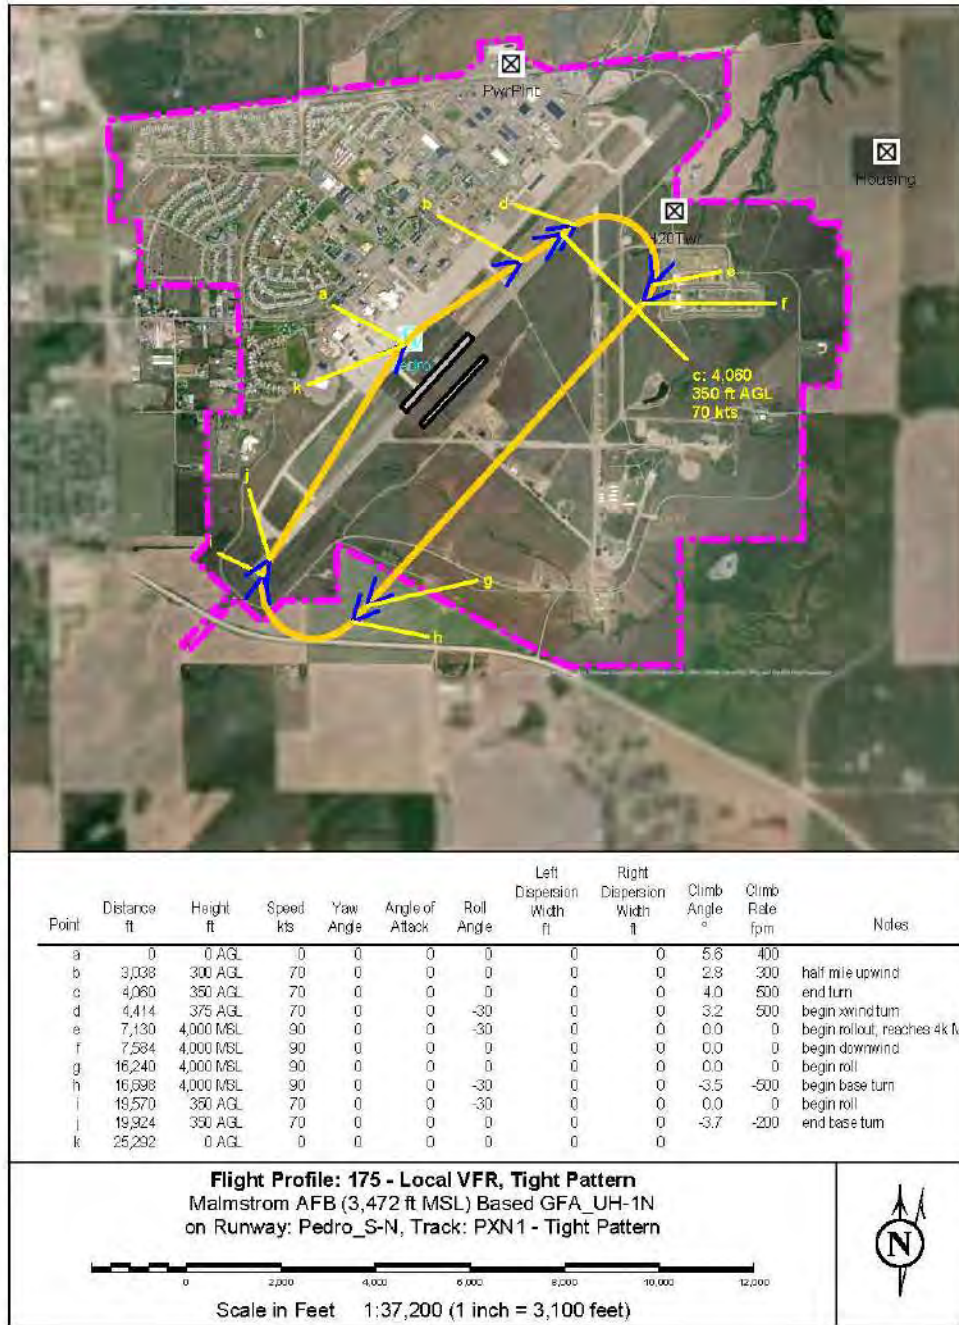 PwrPlnt
Housing
b
d
H20Twr
e
a
f
k
Pedro
c: 4,060
350 ft AGL
70 kts
j
i
g
h
Point Distance ft Height ft Speed kts Yaw Angle Angle of Attack Roll Angle Left Dispersion Width ft Right Dispersion Width ft Climb Angle ° Climb Rate fpm Notes
a 0 0 AGL 0 0 0 0 0 0 5.6 400
b 3,038 300 AGL 70 0 0 0 0 0 2.8 300 half mile upwind
c 4,060 350 AGL 70 0 0 0 0 0 4.0 500 end turn
d 4,414 375 AGL 70 0 0 -30 0 0 3.2 500 begin xwind turn
e 7,130 4,000 MSL 90 0 0 -30 0 0 0.0 0 begin rollout, reaches 4k M
f 7,584 4,000 MSL 90 0 0 0 0 0 0.0 0 begin downwind
g 16,240 4,000 MSL 90 0 0 0 0 0 0.0 0 begin roll
h 16,698 4,000 MSL 90 0 0 -30 0 0 -3.5 -500 begin base turn
i 19,570 350 AGL 70 0 0 -30 0 0 0.0 0 begin roll
j 19,924 350 AGL 70 0 0 0 0 0 -3.7 -200 end base turn
k 25,292 0 AGL 0 0 0 0 0 0
Flight Profile: 175 - Local VFR, Tight Pattern
Malmstrom AFB (3,472 ft MSL) Based GFA_UH-1N
on Runway: Pedro_S-N, Track: PXN1 - Tight Pattern
0 2,000 4,000 6,000 8,000 10,000 12,000
Scale in Feet 1:37,200 (1 inch = 3,100 feet)
N